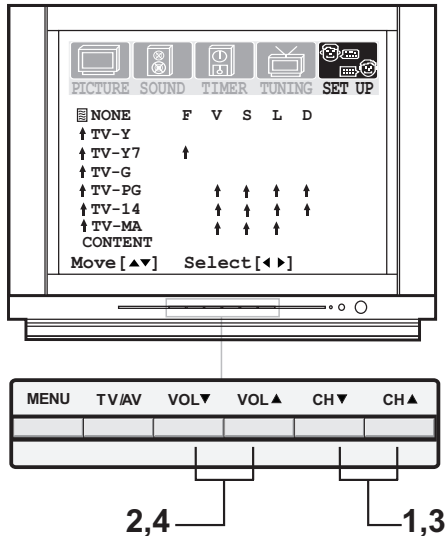 PICTURE SOUND TIMER TUNING SET UP
NONE F V S L D
TV-Y
TV-Y7
TV-G
TV-PG
TV-14
TV-MA
CONTENT
Move[▲▼] Select[◀ ▶]
MENU TV/AV VOL▼ VOL▲ CH▼ CH▲
2,4 1,3